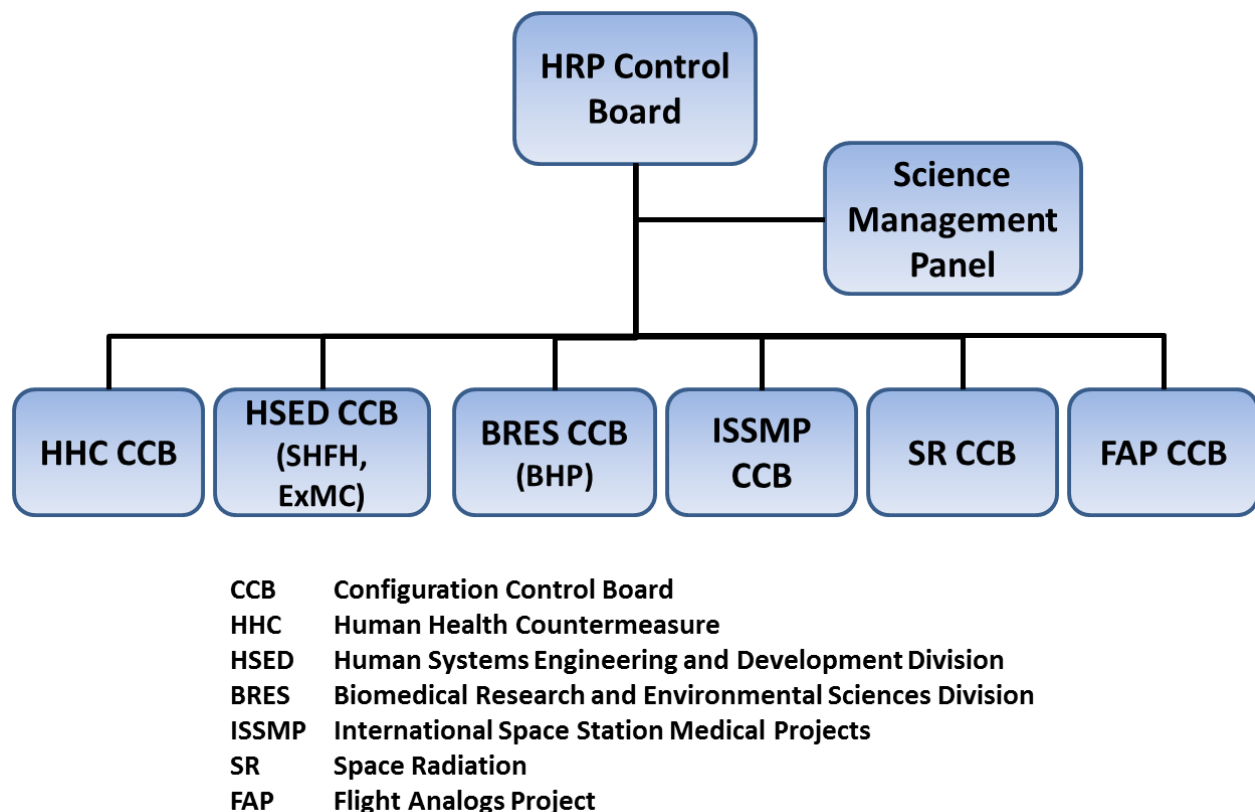 HRP Control
Board
Science
Management
Panel
HHC CCB
HSED CCB
(SHFH,
ExMC)
BRES CCB
(BHP)
ISSMP
CCB
SR CCB
FAP CCB
CCB Configuration Control Board
HHC Human Health Countermeasure
HSED Human Systems Engineering and Development Division
BRES Biomedical Research and Environmental Sciences Division
ISSMP International Space Station Medical Projects
SR Space Radiation
FAP Flight Analogs Project